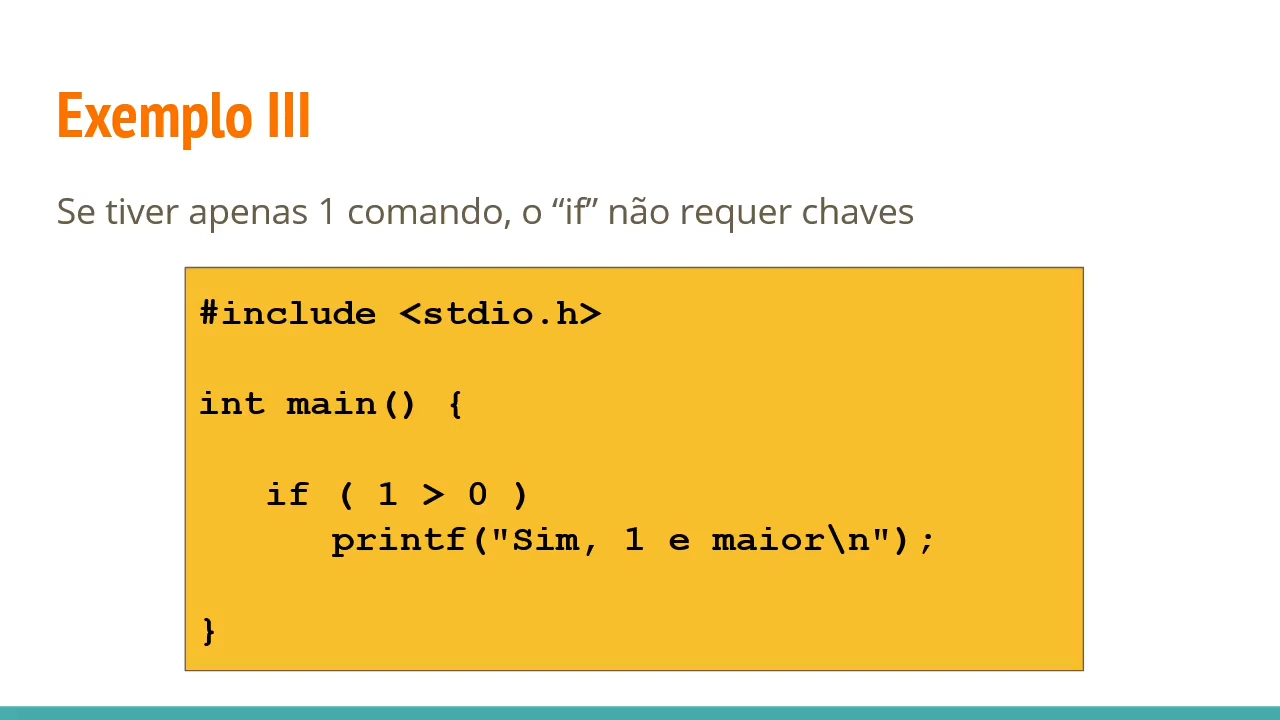 Exemplo III
Se tiver apenas 1 comando, o “if” não requer chaves
#include <stdio.h>
int main() {
if ( 1 > 0 )
printf("Sim, 1 e maior\n");
}